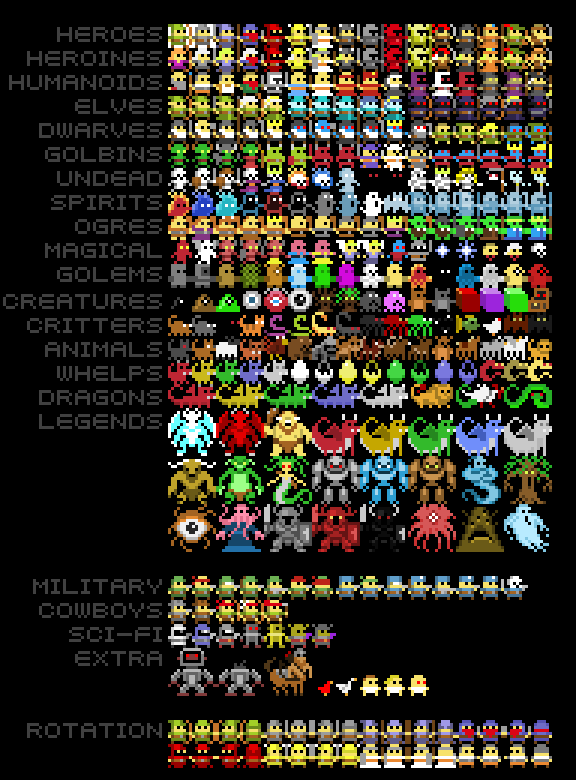 HEROES
HEROINES
HUMANOIDS
ELVES
DWARVES
GOLBINS
UNDEAD
SPIRITS
OGRES
MAGICAL
GOLEMS
CREATURES
CRITTERS
ANIMALS
WHELPS
DRAGONS
LEGENDS
MILITARY
COWBOYS
SCI-FI
EXTRA
ROTATION